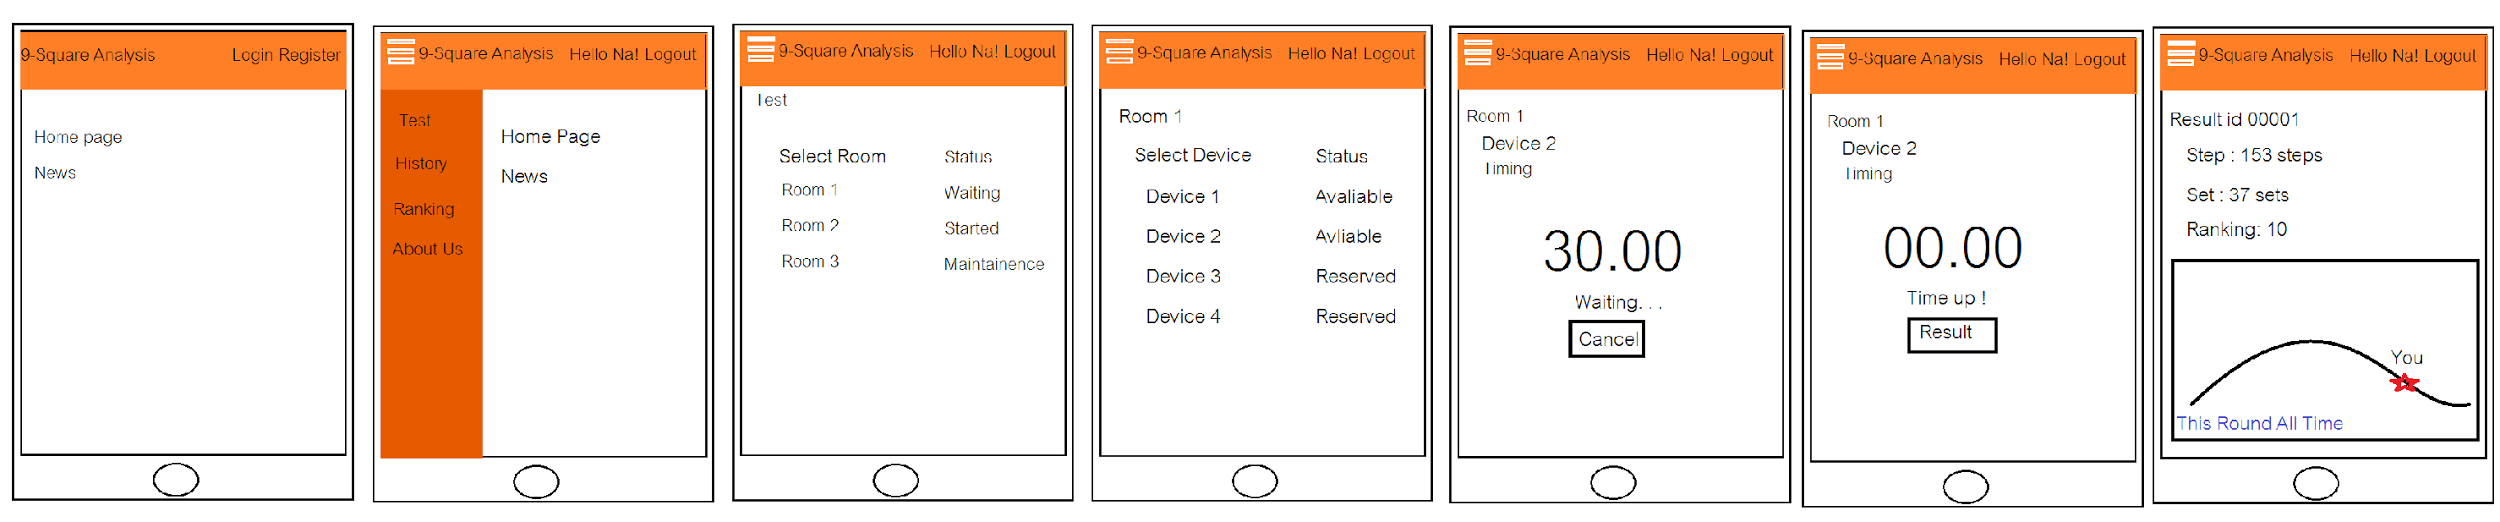 9-Square Analysis Login Register
Home page
News
9-Square Analysis Hello Na! Logout
Test
History
Ranking
About Us
Home Page
News
9-Square Analysis Hello Na! Logout
Test
Select Room Status
Room 1 Waiting
Room 2 Started
Room 3 Maintainence
9-Square Analysis Hello Na! Logout
Room 1
Select Device Status
Device 1 Avaliable
Device 2 Avliable
Device 3 Reserved
Device 4 Reserved
9-Square Analysis Hello Na! Logout
Room 1
Device 2
Timing
30.00
Waiting. . .
Cancel
9-Square Analysis Hello Na! Logout
Room 1
Device 2
Timing
00.00
Time up !
Result
9-Square Analysis Hello Na! Logout
Result id 00001
Step : 153 steps
Set : 37 sets
Ranking: 10
You
This Round All Time